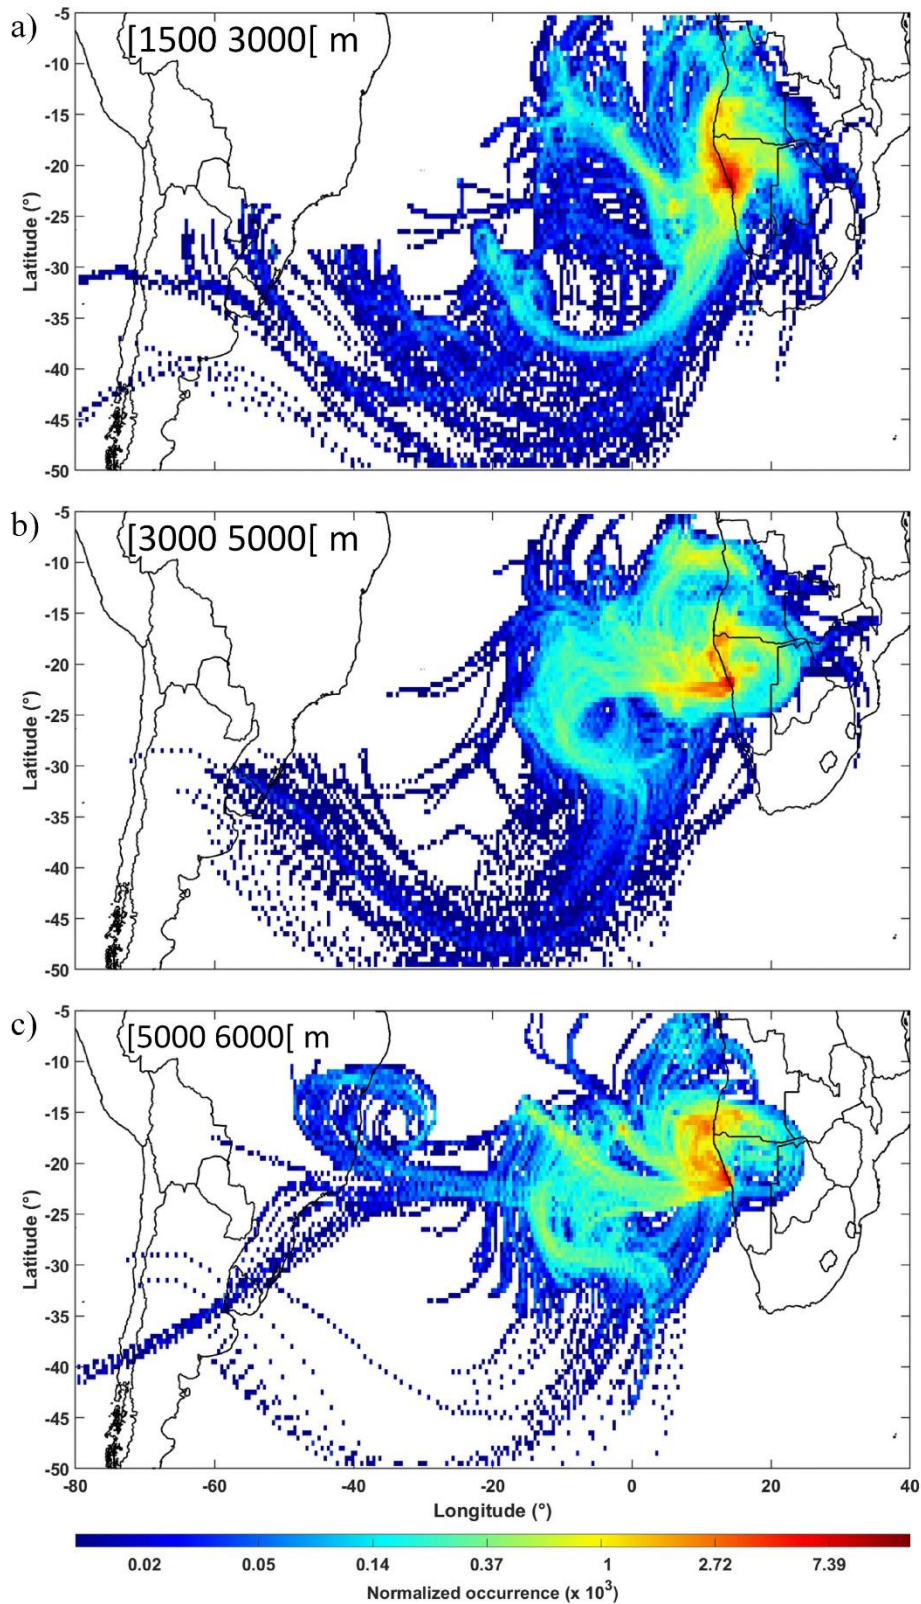 a)
[1500 3000[ m
-5
-10
-15
-20
-25
-30
-35
-40
-45
-50
Latitude (°)
b)
[3000 5000[ m
-5
-10
-15
-20
-25
-30
-35
-40
-45
-50
Latitude (°)
c)
[5000 6000[ m
-5
-10
-15
-20
-25
-30
-35
-40
-45
-50
Latitude (°)
-80 -60 -40 -20 0 20 40
Longitude (°)
0.02 0.05 0.14 0.37 1 2.72 7.39
Normalized occurrence (x 10³)